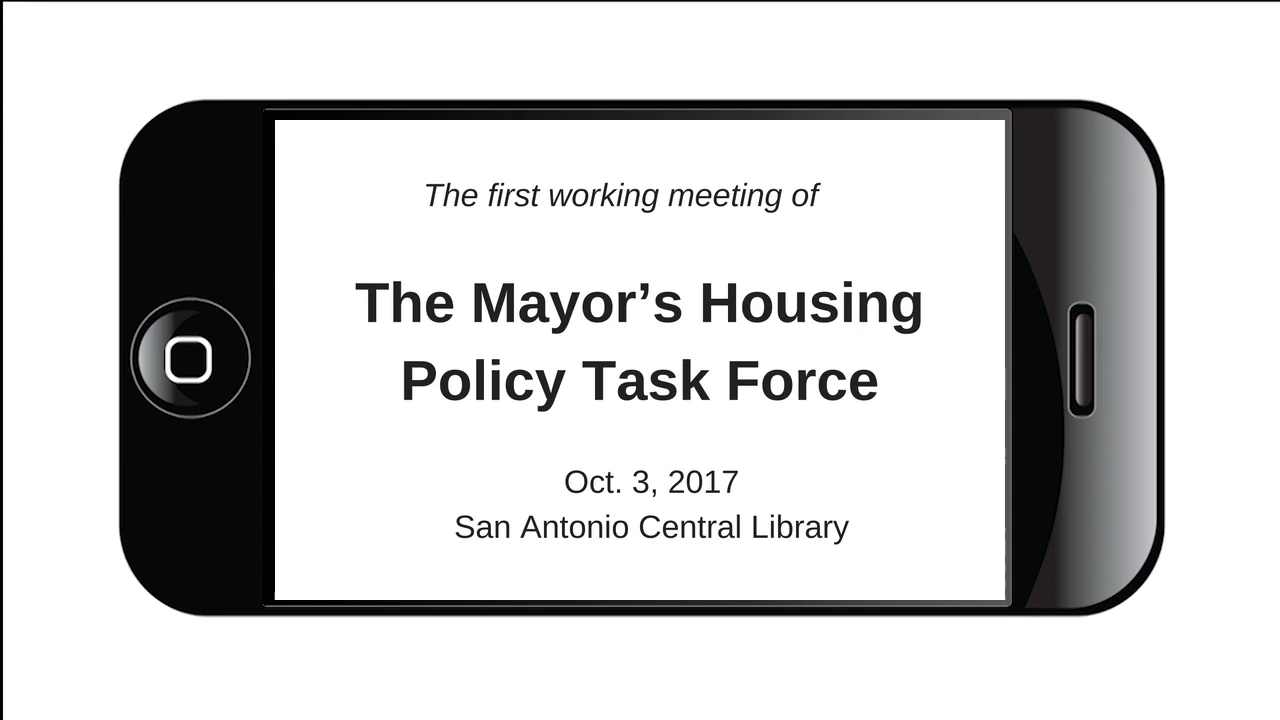 The first working meeting of
The Mayor’s Housing
Policy Task Force
Oct. 3, 2017
San Antonio Central Library